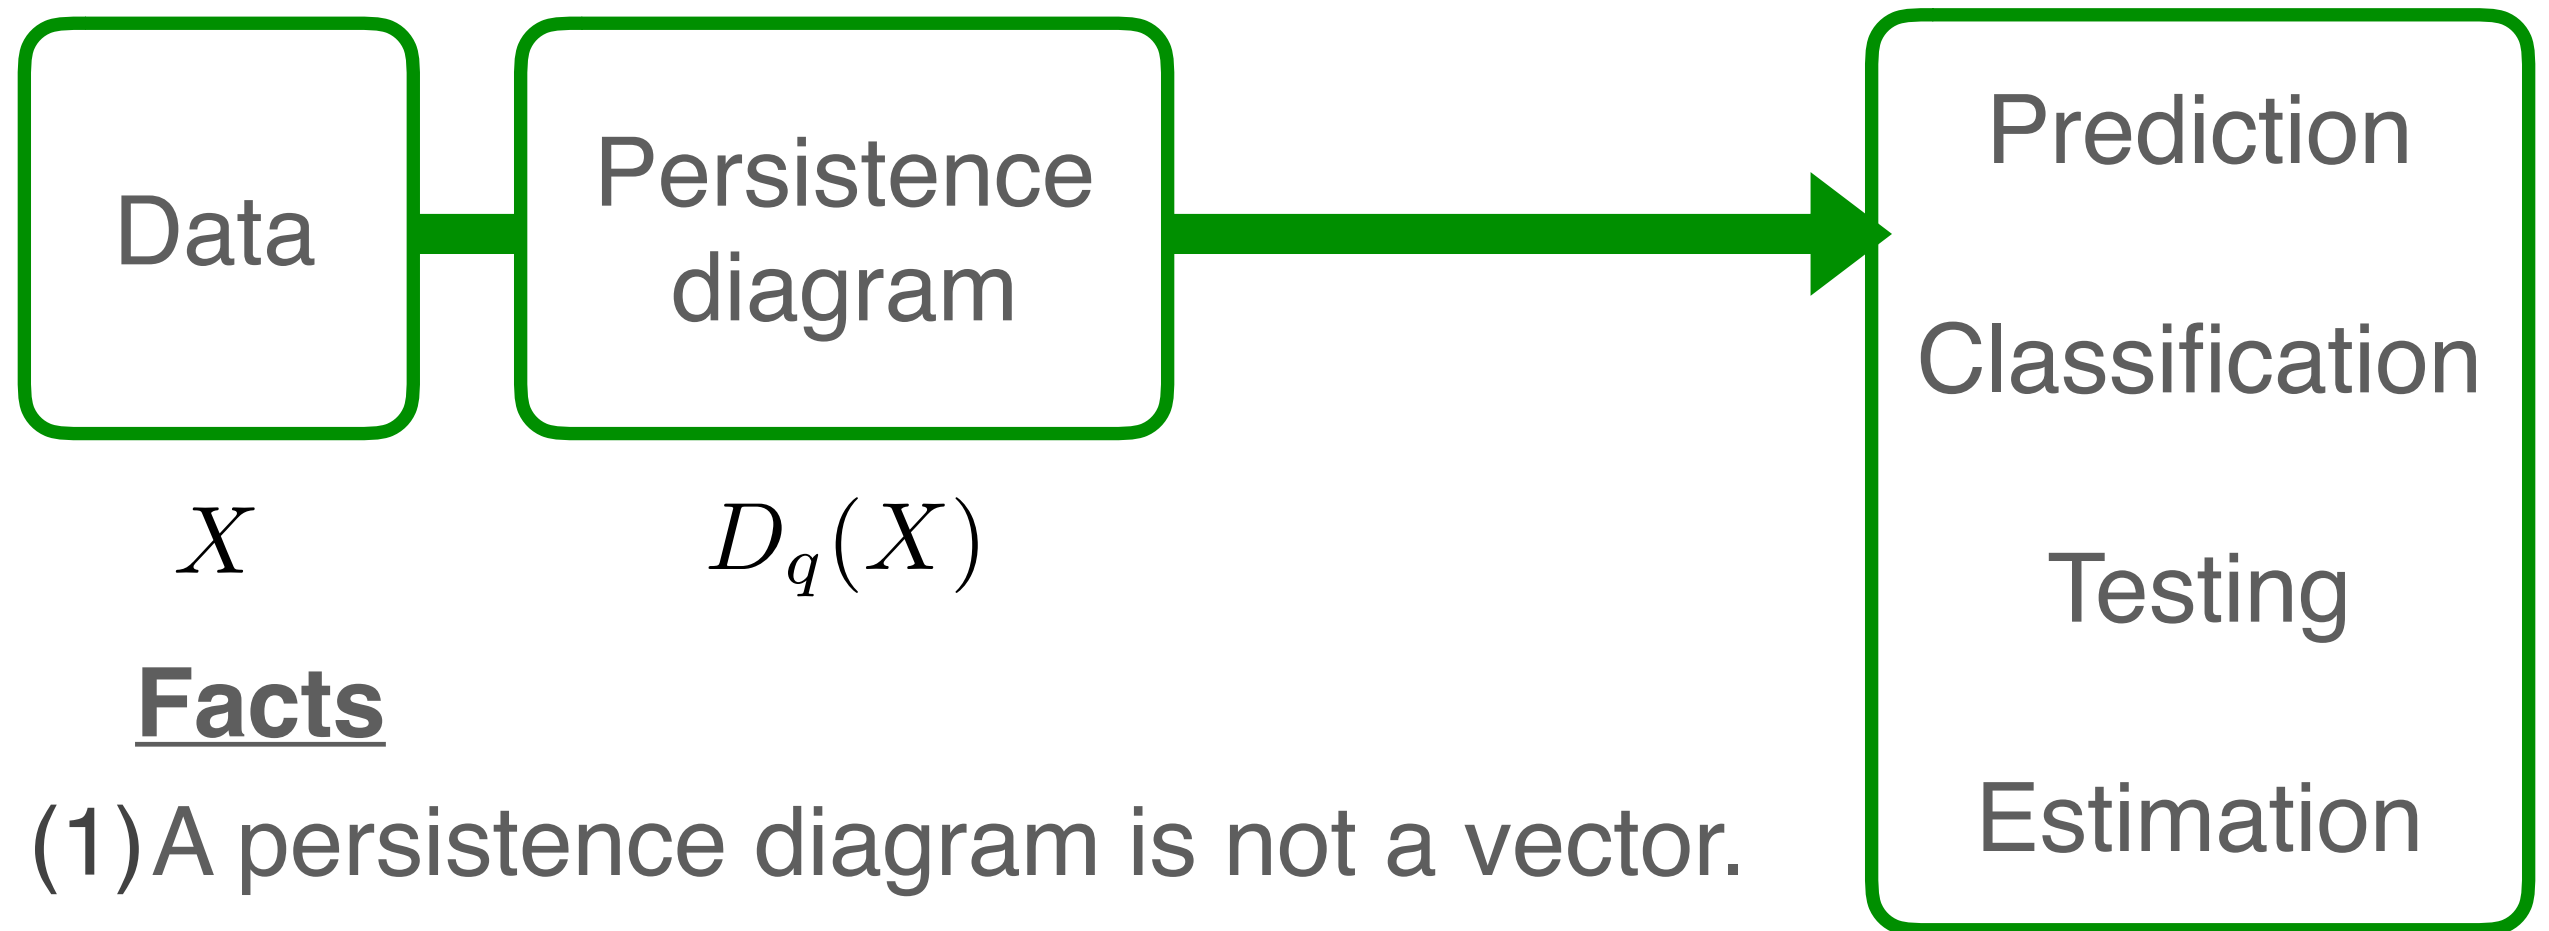 Data
Persistence
diagram
Prediction
Classification
Testing
Estimation
X
D_q(X)
Facts
(1) A persistence diagram is not a vector.